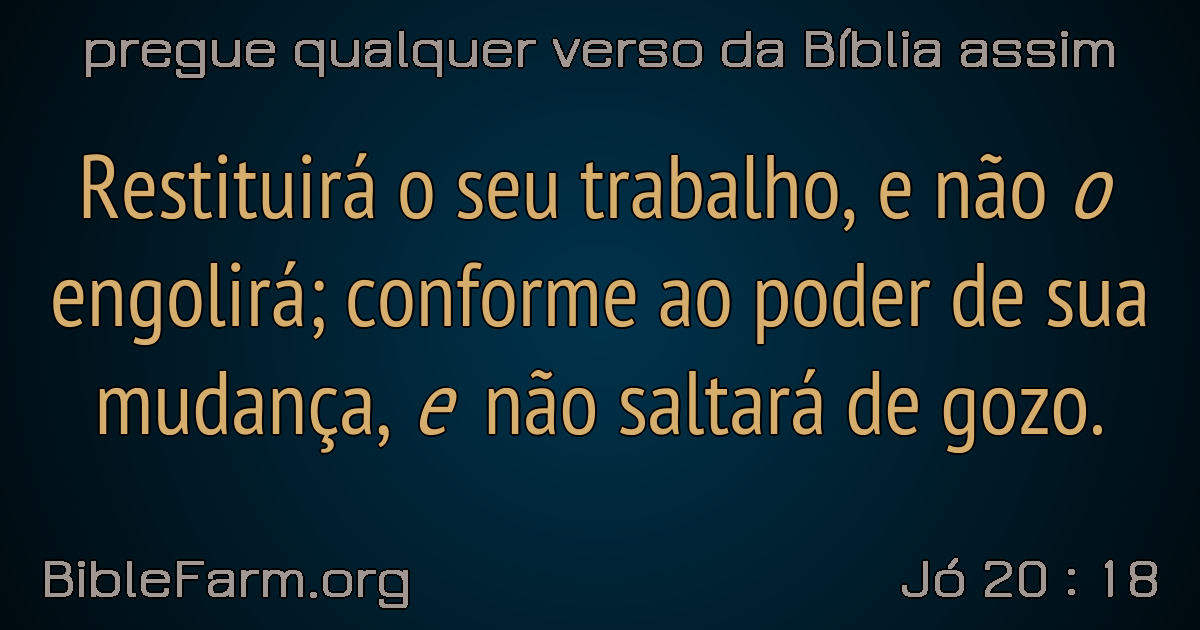 pregue qualquer verso da Bíblia assim
Restituirá o seu trabalho, e não o
engolirá; conforme ao poder de sua
mudança, e não saltará de gozo.
BibleFarm.org
Jó 20 : 18